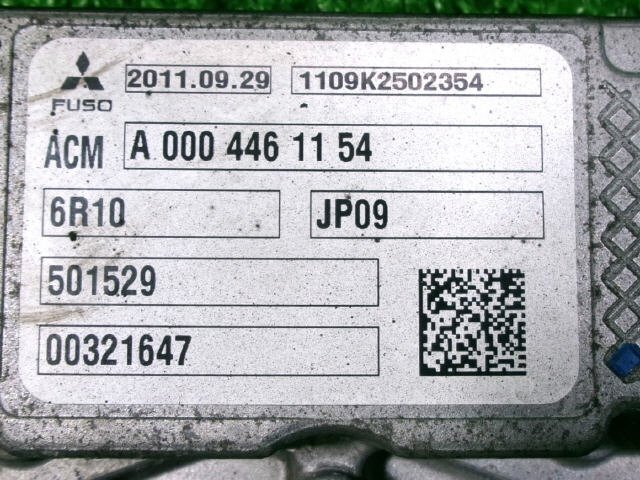 2011.09.29 1109K2502354
FUSO
ACM A 000 446 11 54
6R10 JP09
501529
00321647